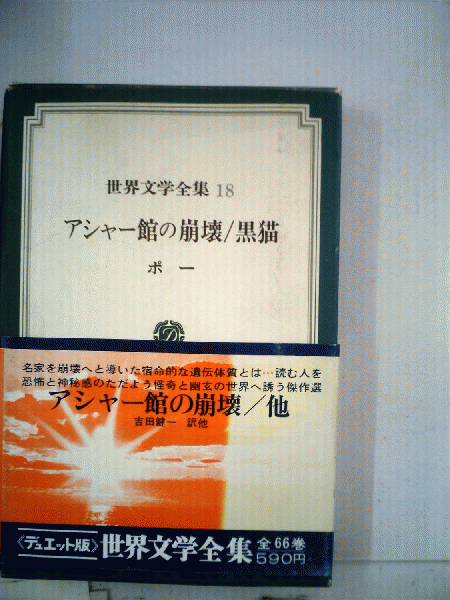 世界文学全集 18
アシャー館の崩壊/黒猫
ポー
D
名家を崩壊へと導いた宿命的な遺伝体質とは…読む人を
恐怖と神秘感のただよう怪奇と幽玄の世界へ誘う傑作選
アシャー館の崩壊/他
吉田健一 訳他
〈デュエット版〉世界文学全集 全66巻
590円